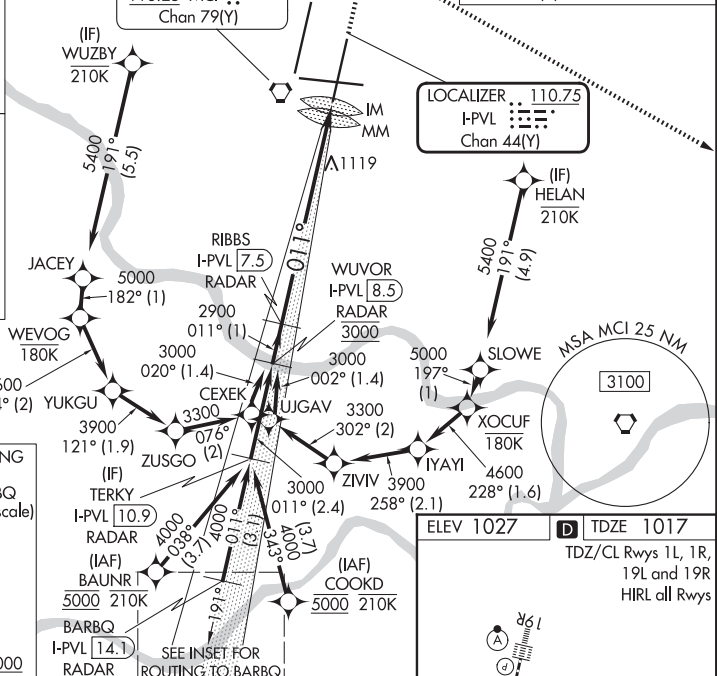 Chan 79(Y)
(IF)
WUZBY
210K
5400
191°
(5.5)
IM
MM
1119
LOCALIZER 110.75
I-PVL
Chan 44(Y)
(IF)
HELAN
210K
5400
191°
(4.9)
JACEY
5000
182° (1)
WEVOG
180K
RIBBS
I-PVL 7.5
RADAR
011°
WUVOR
I-PVL 8.5
RADAR
3000
2900
011° (1)
3000
020° (1.4)
3000
002° (1.4)
5000
197°
(1)
SLOWE
MSA MCI 25 NM
3100
XOCUF
180K
YUKGU
3900
121° (1.9)
CEXEK
UJGAV
3300
076°
(2)
ZUSGO
3300
302° (2)
ZIVIV
IYAYI
4600
228° (1.6)
3900
258° (2.1)
3000
011° (2.4)
(IF)
TERKY
I-PVL 10.9
RADAR
4000
038°
(3.7)
4000
011°
(3.1)
4000
343°
(3.7)
(IAF)
BAUNR
5000 210K
(IAF)
COOKD
5000 210K
191°
BARBQ
I-PVL 14.1
RADAR
SEE INSET FOR
ROUTING TO BARBQ
ELEV 1027 D TDZE 1017
TDZ/CL Rwys 1L, 1R,
19L and 19R
HIRL all Rwys
19R
A
P